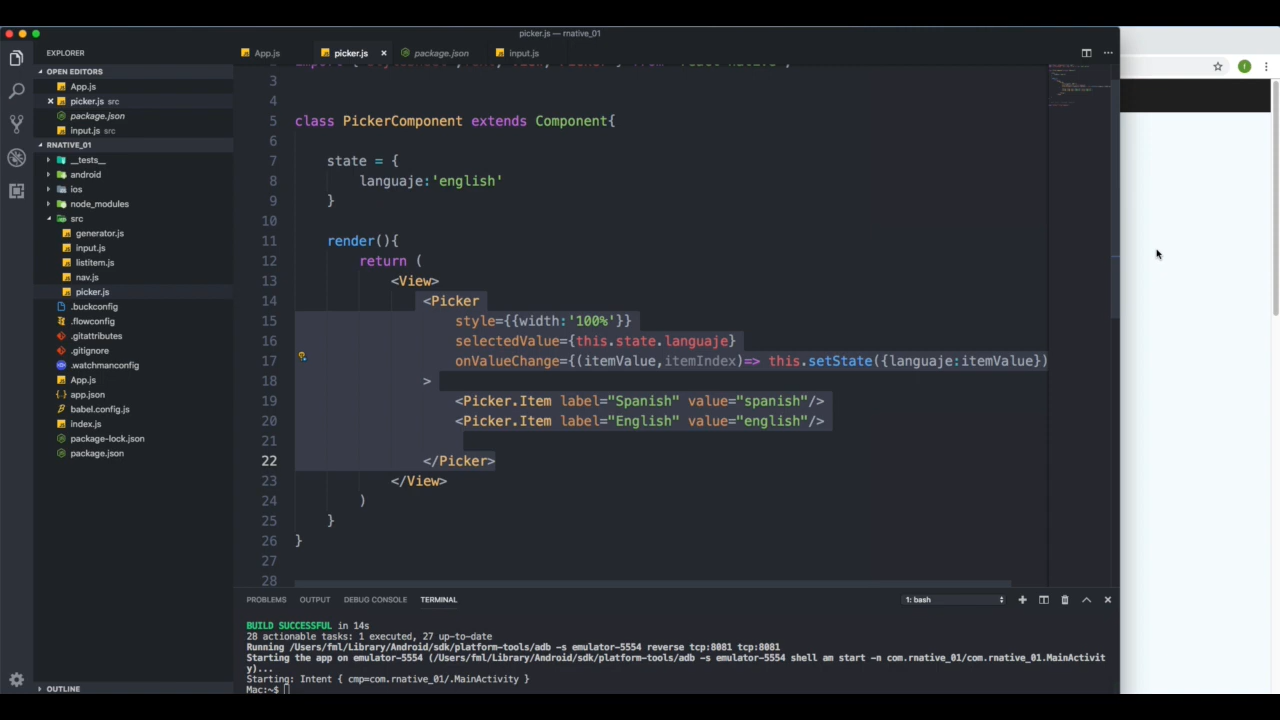 picker.js — rnative_01
EXPLORER
OPEN EDITORS
App.js
picker.js src
package.json
input.js src
RNATIVE_01
__tests__
android
ios
node_modules
src
generator.js
input.js
listitem.js
nav.js
picker.js
.buckconfig
.flowconfig
.gitattributes
.gitignore
.watchmanconfig
App.js
app.json
babel.config.js
index.js
package-lock.json
package.json
OUTLINE
App.js picker.js package.json input.js
3
4
5 class PickerComponent extends Component{
6
7 state = {
8 languaje:'english'
9 }
10
11 render(){
12 return (
13 <View>
14 <Picker
15 style={{width:'100%'}}
16 selectedValue={this.state.languaje}
17 onValueChange={(itemValue,itemIndex)=> this.setState({languaje:itemValue})
18 >
19 <Picker.Item label="Spanish" value="spanish"/>
20 <Picker.Item label="English" value="english"/>
21
22 </Picker>
23 </View>
24 )
25 }
26 }
27
28
PROBLEMS OUTPUT DEBUG CONSOLE TERMINAL 1: bash
BUILD SUCCESSFUL in 14s
28 actionable tasks: 1 executed, 27 up-to-date
Running /Users/fml/Library/Android/sdk/platform-tools/adb -s emulator-5554 reverse tcp:8081 tcp:8081
Starting the app on emulator-5554 (/Users/fml/Library/Android/sdk/platform-tools/adb -s emulator-5554 shell am start -n com.rnative_01/com.rnative_01.MainActivit
y)...
Starting: Intent { cmp=com.rnative_01/.MainActivity }
Mac:~$